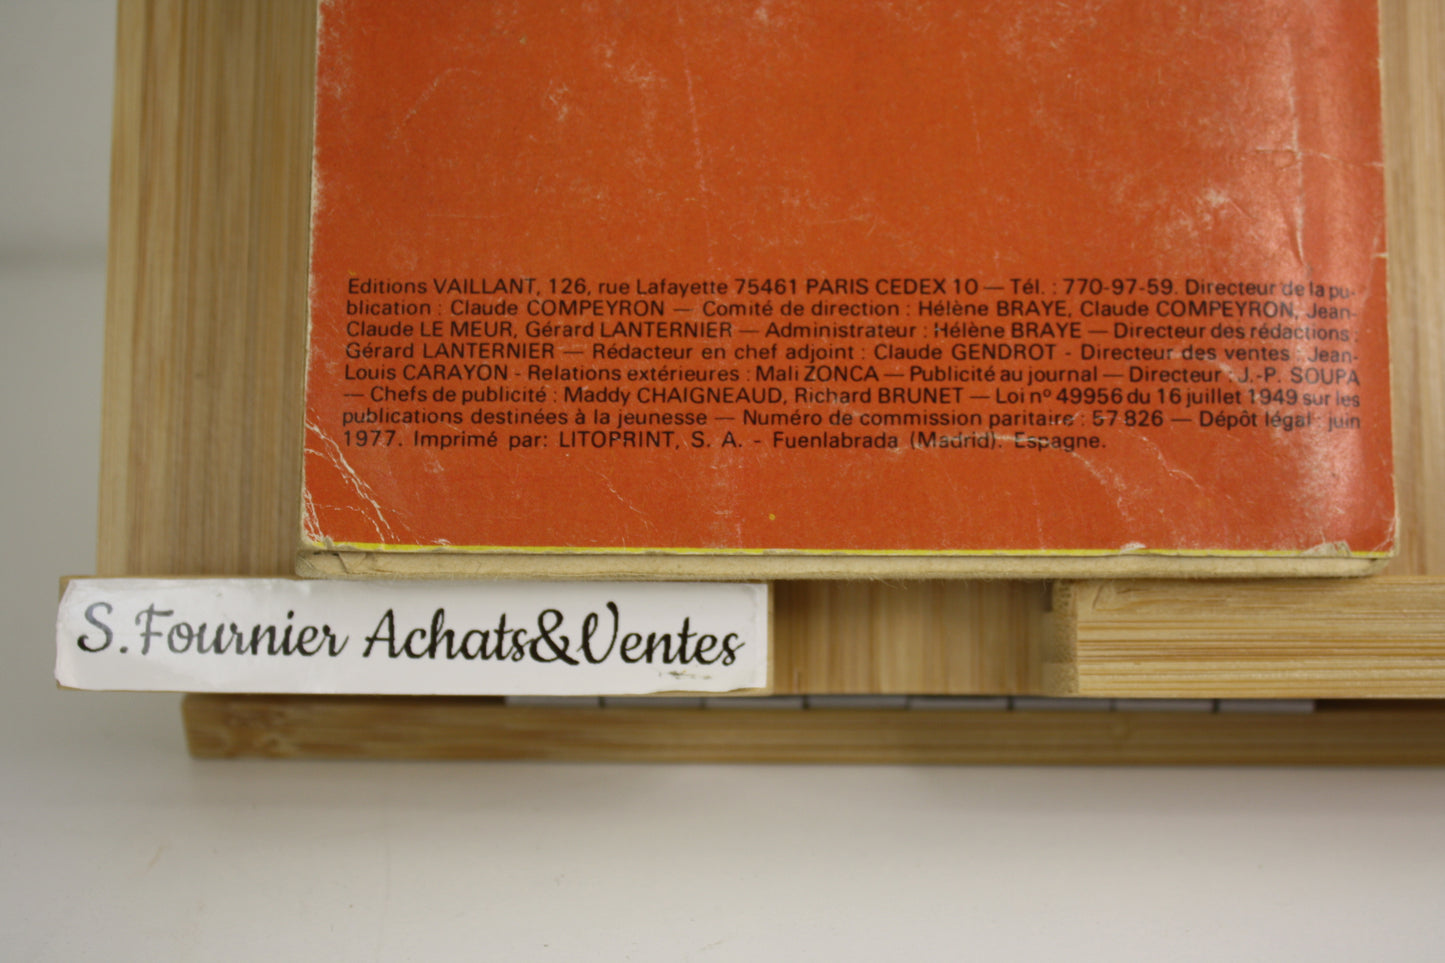 Editions VAILLANT, 126, rue Lafayette 75461 PARIS CEDEX 10 — Tél. : 770-97-59. Directeur de la pu-
blication : Claude COMPEYRON — Comité de direction : Hélène BRAYE, Claude COMPEYRON, Jean-
Claude LE MEUR, Gérard LANTERNIER — Administrateur : Hélène BRAYE — Directeur des rédactions :
Gérard LANTERNIER — Rédacteur en chef adjoint : Claude GENDROT - Directeur des ventes : Jean-
Louis CARAYON - Relations extérieures : Mali ZONCA — Publicité au journal — Directeur : J.-P. SOUPA
— Chefs de publicité : Maddy CHAIGNEAUD, Richard BRUNET — Loi nº 49956 du 16 juillet 1949 sur les
publications destinées à la jeunesse — Numéro de commission paritaire : 57 826 — Dépôt légal : juin
1977. Imprimé par: LITOPRINT, S. A. - Fuenlabrada (Madrid). Espagne.
S.Fournier Achats&Ventes